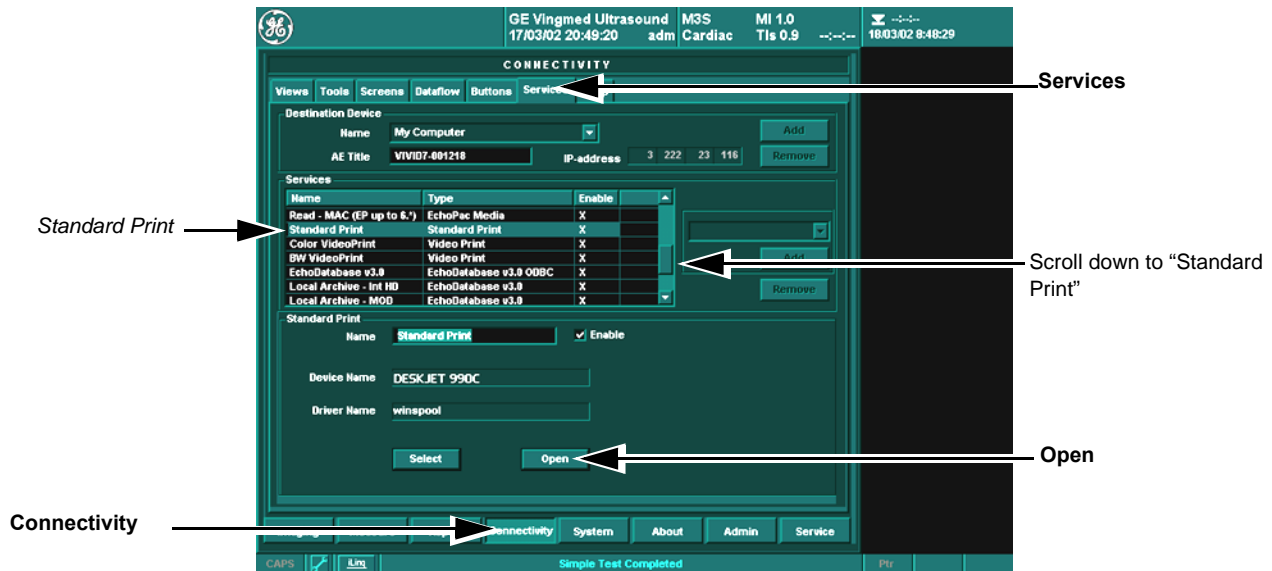 GE Vingmed Ultrasound M3S MI 1.0 --:--:--
17/03/02 20:49:20 adm Cardiac TIs 0.9 --:--:-- 18/03/02 8:48:29
CONNECTIVITY
Views Tools Screens Dataflow Buttons
Services
Destination Device
Name My Computer Add
AE Title VIVID7-001218 IP-address 3 222 23 116 Remove
Services
Name Type Enable
Read - MAC (EP up to 6.*) EchoPac Media X
Standard Print Standard Print X
Color VideoPrint Video Print X
BW VideoPrint Video Print X
EchoDatabase v3.0 EchoDatabase v3.0 ODBC X
Local Archive - Int HD EchoDatabase v3.0 X
Local Archive - MOD EchoDatabase v3.0 X
Remove
Standard Print
Scroll down to “Standard
Print”
Standard Print
Name Standard Print Enable
Device Name DESKJET 990C
Driver Name winspool
Select Open
Open
Connectivity
System About Admin Service
CAPS iLinq Simple Test Completed Ptr